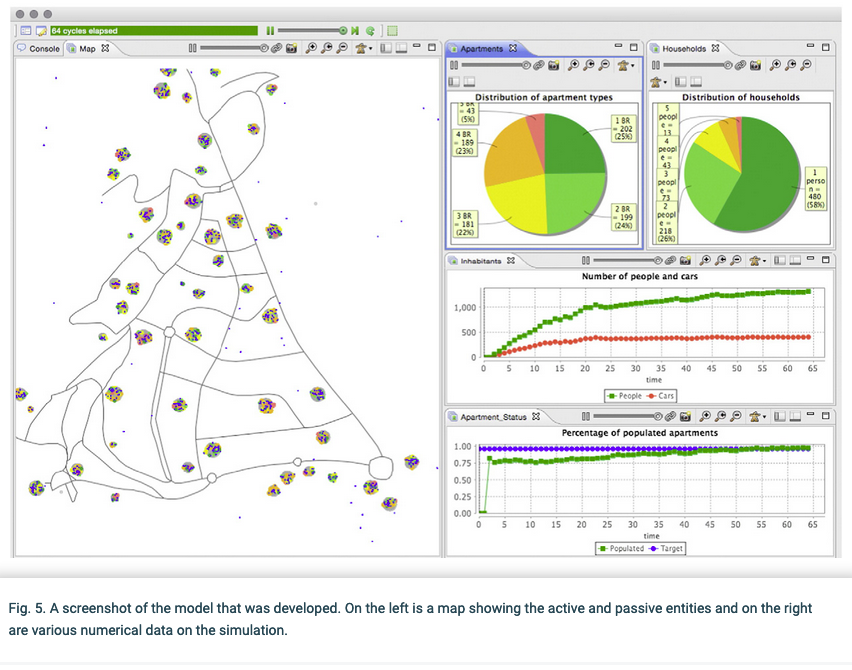 64 cycles elapsed
Console
Map
Apartments
Distribution of apartment types
= 43
(5%)
4 BR
= 189
(23%)
3 BR
= 181
(22%)
1 BR
= 202
(25%)
2 BR
= 199
(24%)
Households
Distribution of households
5
peopl
e =
13
4
peopl
e =
43
3
peopl
e =
73
2
peopl
e =
218
(26%)
1
perso
n =
480
(58%)
Inhabitants
Number of people and cars
1,000
500
0
0 5 10 15 20 25 30 35 40 45 50 55 60 65
time
People Cars
Apartment_Status
Percentage of populated apartments
1.00
0.75
0.50
0.25
0.00
0 5 10 15 20 25 30 35 40 45 50 55 60 65
time
Populated Target
Fig. 5. A screenshot of the model that was developed. On the left is a map showing the active and passive entities and on the right
are various numerical data on the simulation.